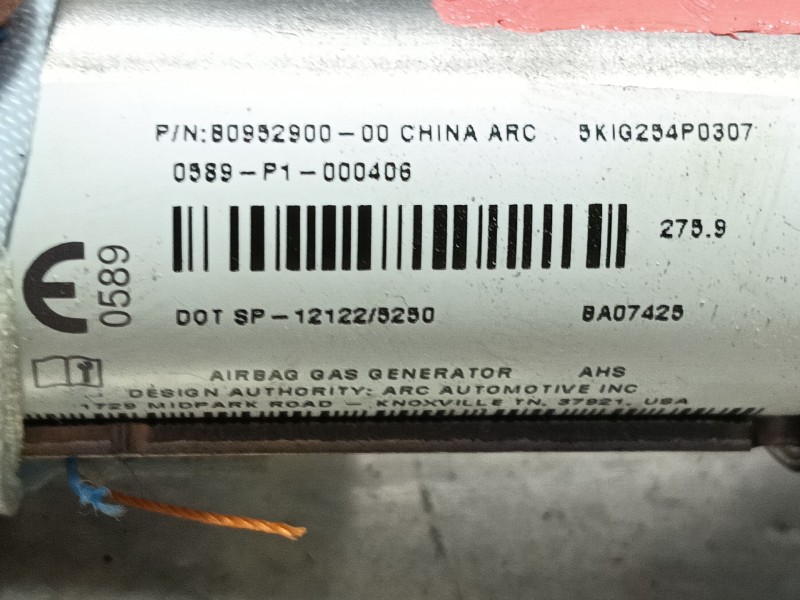 P/N:80952900-00 CHINA ARC 5KIG254P0307
0589-P1-000406
275.9
CE 0589
DOT SP-12122/5250 8A07425
AIRBAG GAS GENERATOR AHS
DESIGN AUTHORITY: ARC AUTOMOTIVE INC
1729 MIDPARK ROAD - KNOXVILLE TN, 37921, USA